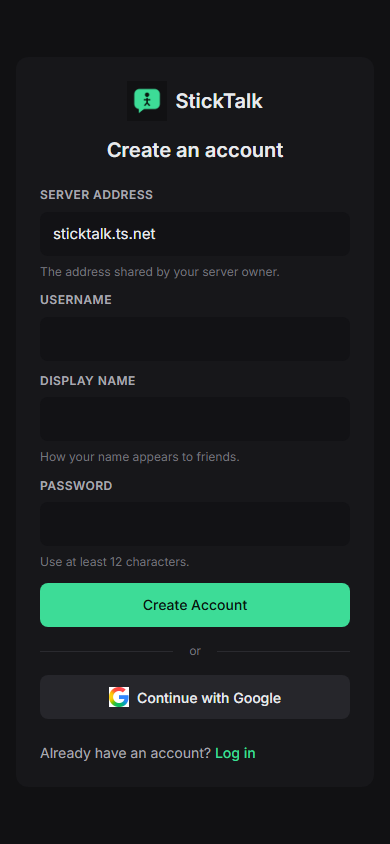 StickTalk
Create an account
SERVER ADDRESS
sticktalk.ts.net
The address shared by your server owner.
USERNAME
DISPLAY NAME
How your name appears to friends.
PASSWORD
Use at least 12 characters.
Create Account
or
Continue with Google
Already have an account? Log in